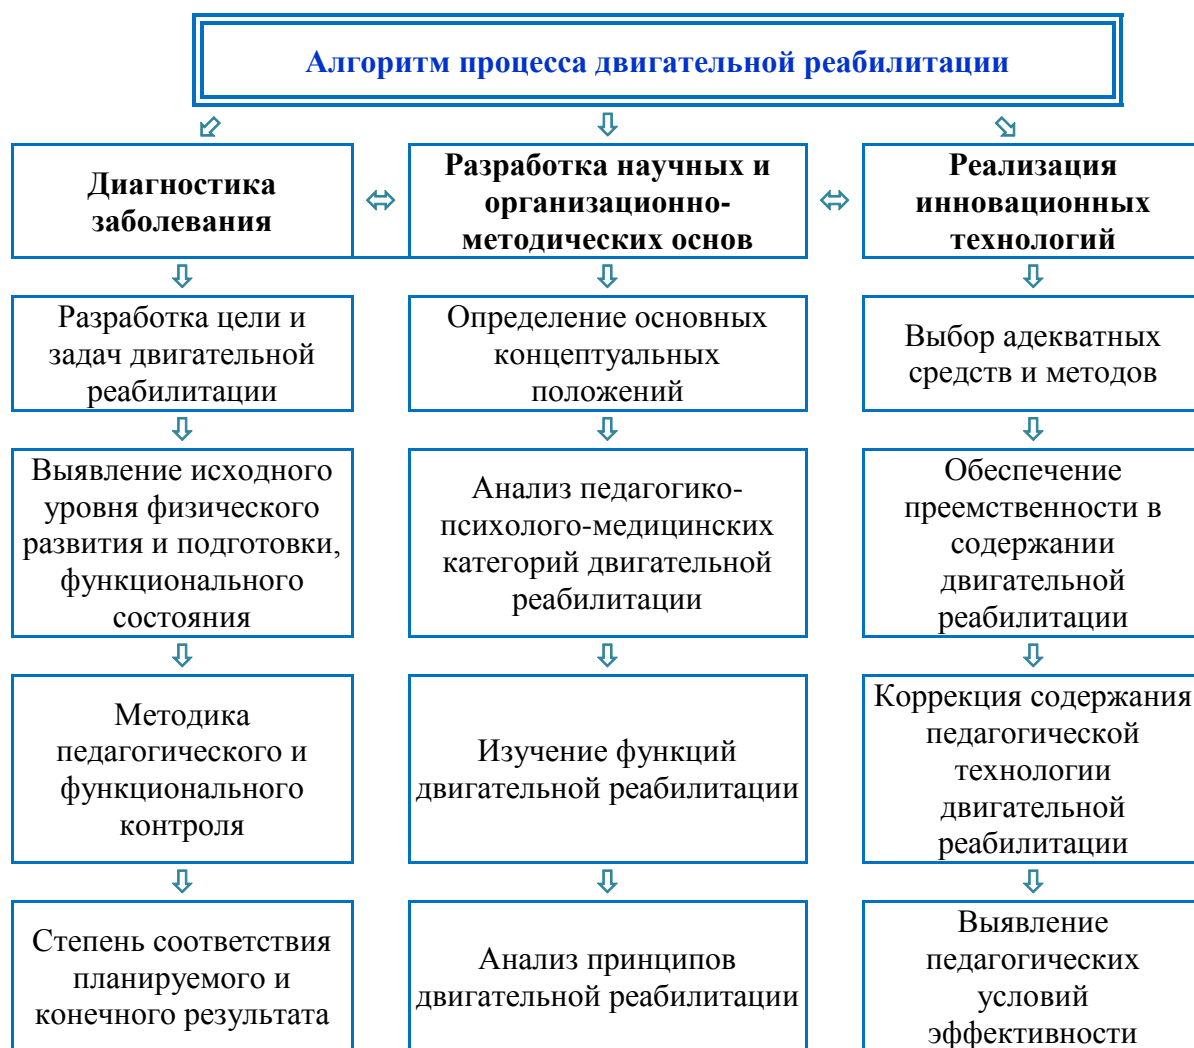 Алгоритм процесса двигательной реабилитации
Диагностика
заболевания
Разработка научных и
организационно-
методических основ
Реализация
инновационных
технологий
Разработка цели и
задач двигательной
реабилитации
Определение основных
концептуальных
положений
Выбор адекватных
средств и методов
Выявление исходного
уровня физического
развития и подготовки,
функционального
состояния
Анализ педагогико-
психолого-медицинских
категорий двигательной
реабилитации
Обеспечение
преемственности в
содержании
двигательной
реабилитации
Методика
педагогического и
функционального
контроля
Изучение функций
двигательной реабилитации
Коррекция содержания
педагогической
технологии
двигательной
реабилитации
Степень соответствия
планируемого и
конечного результата
Анализ принципов
двигательной реабилитации
Выявление
педагогических
условий
эффективности